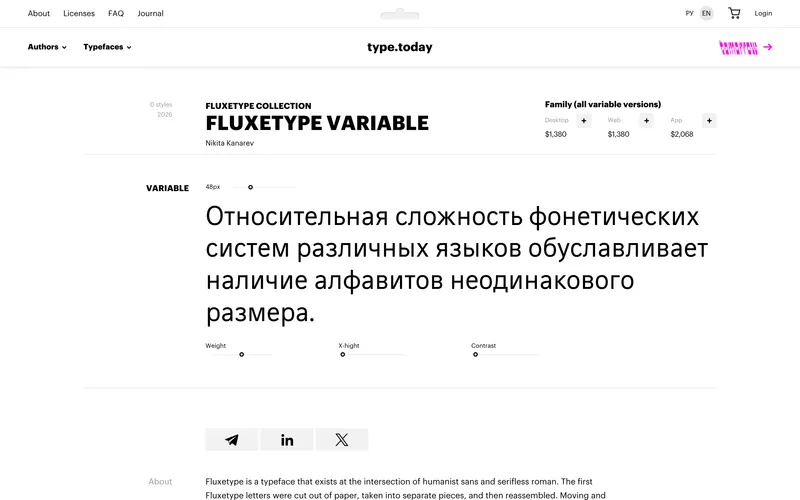 About Licenses FAQ Journal
РУ EN Login
Authors Typefaces
type.today
tomorrow →
0 styles
2026
FLUXETYPE COLLECTION
FLUXETYPE VARIABLE
Nikita Kanarev
Family (all variable versions)
Desktop + Web + App +
$1,380 $1,380 $2,068
VARIABLE
48px
Относительная сложность фонетических
систем различных языков обуславливает
наличие алфавитов неодинакового
размера.
Weight X-hight Contrast
About
Fluxetype is a typeface that exists at the intersection of humanist sans and serifless roman. The first
Fluxetype letters were cut out of paper, taken into separate pieces, and then reassembled. Moving and